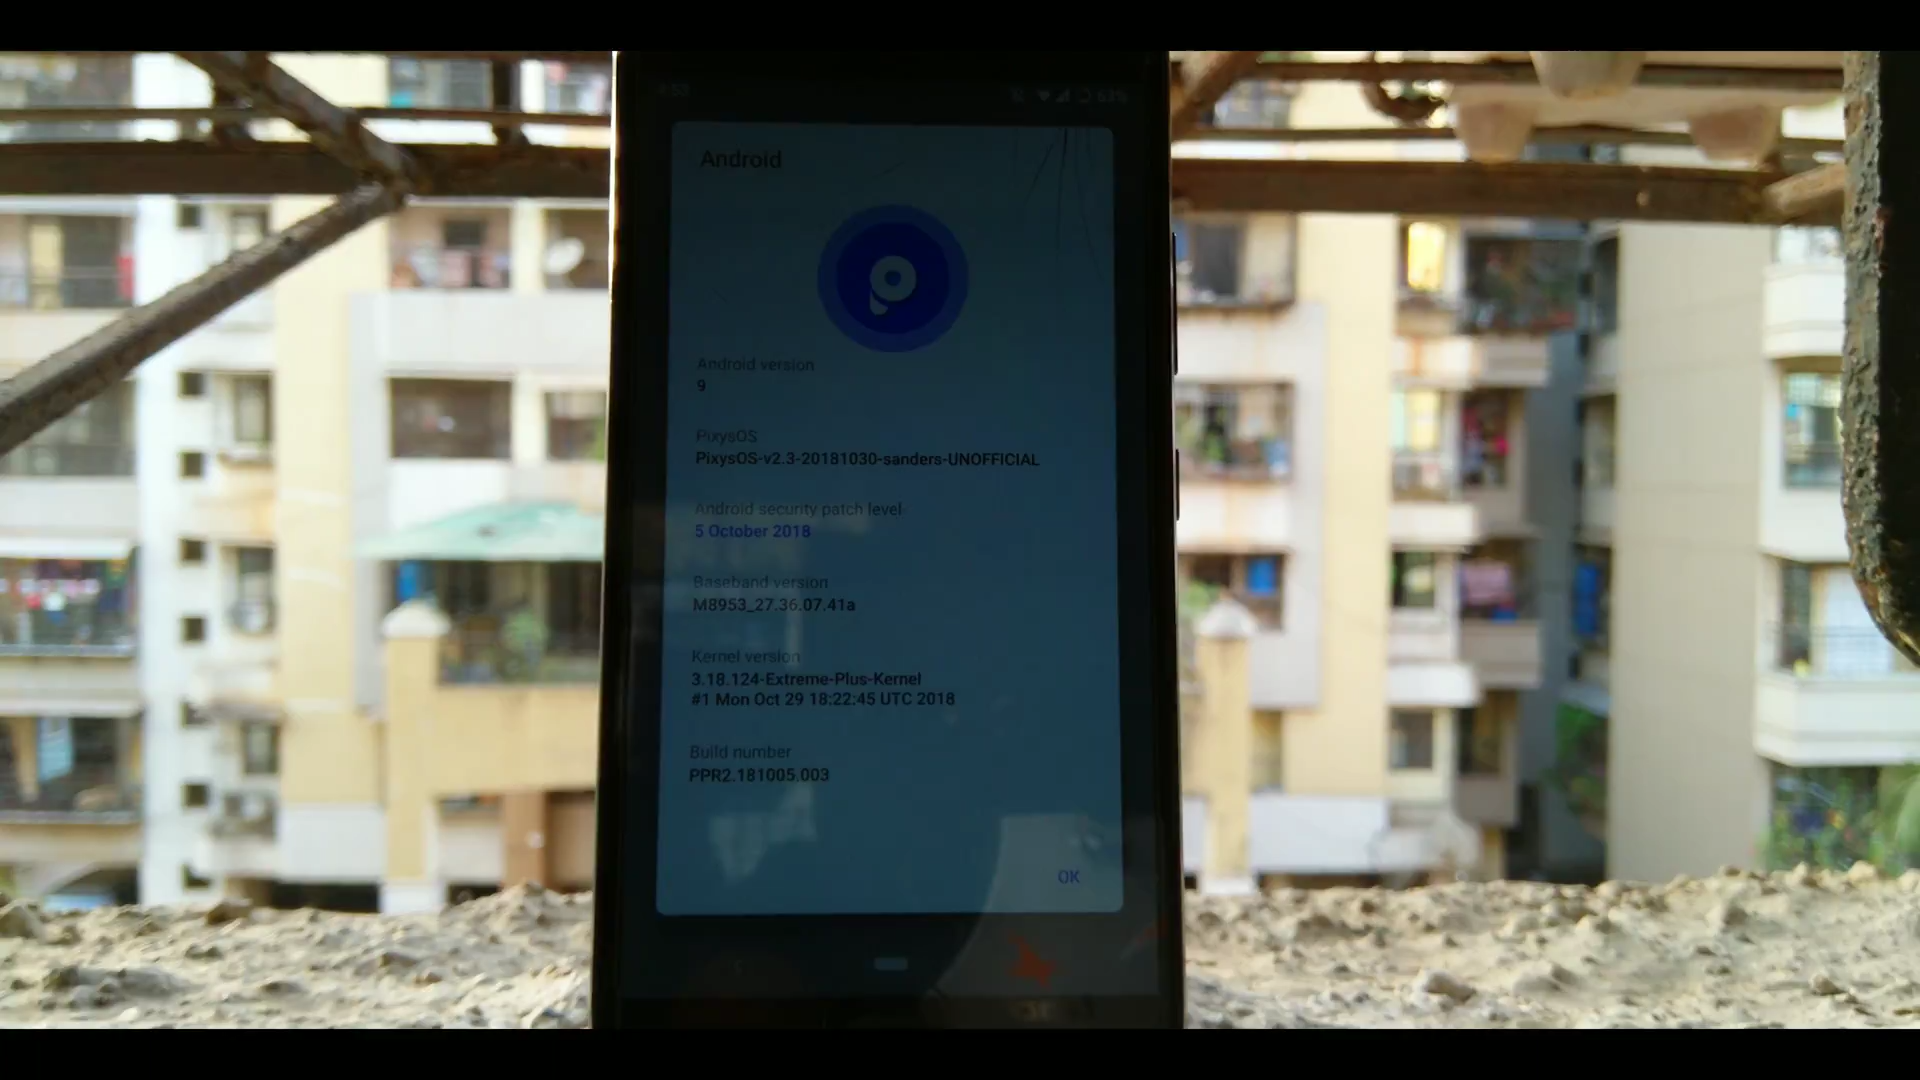 63%
Android
Android version
9
PixysOS
PixysOS-v2.3-20181030-sanders-UNOFFICIAL
Android security patch level
5 October 2018
Baseband version
M8953_27.36.07.41a
Kernel version
3.18.124-Extreme-Plus-Kernel
#1 Mon Oct 29 18:22:45 UTC 2018
Build number
PPR2.181005.003
OK